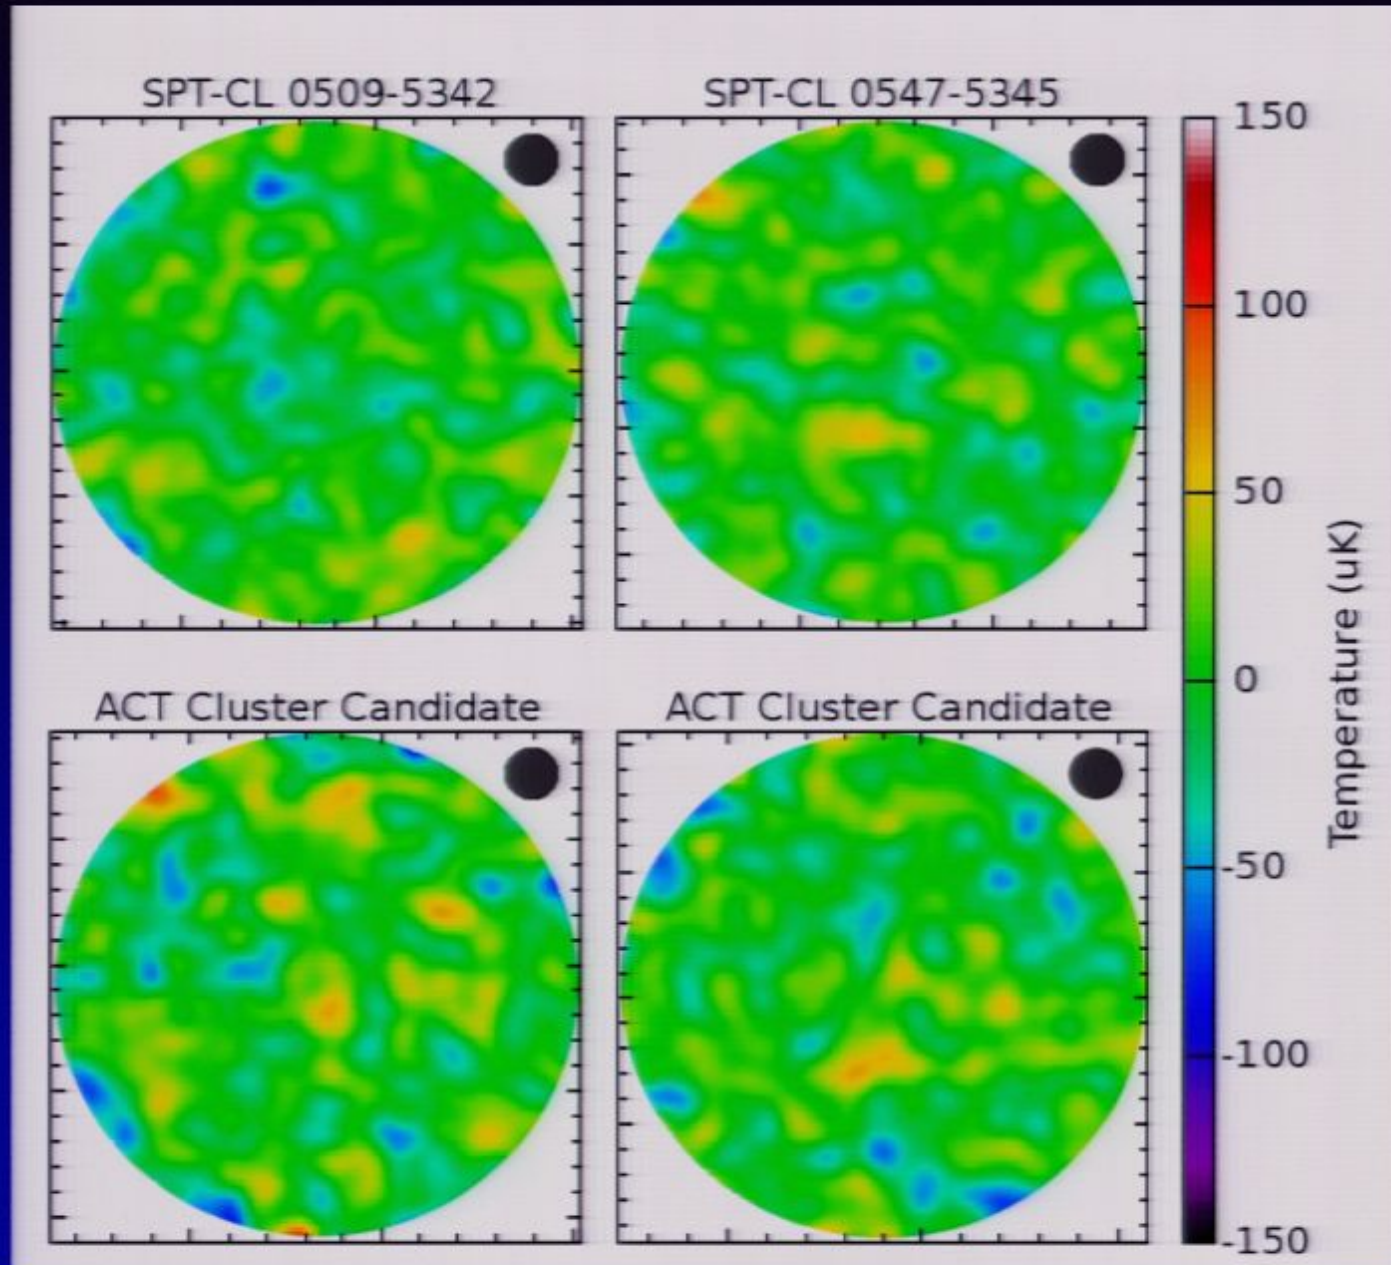 SPT-CL 0509-5342
SPT-CL 0547-5345
ACT Cluster Candidate
ACT Cluster Candidate
150
100
50
0
-50
-100
-150
Temperature (uK)